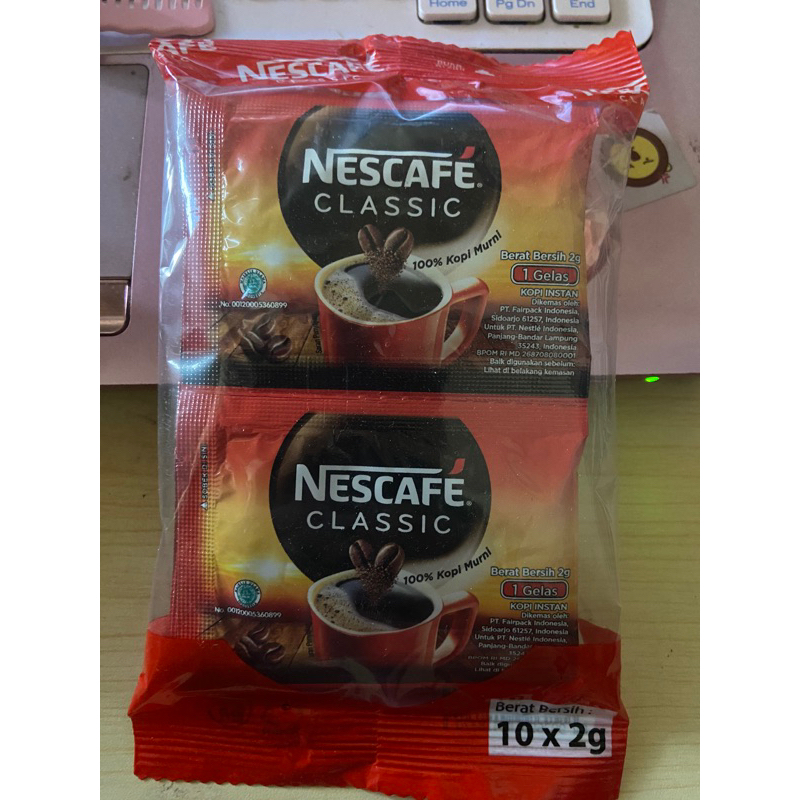 Home
Pg Dn
End
NESCAFÉ
NESCAFÉ
CLASSIC
100% Kopi Murni
Berat Bersih 2g
1 Gelas
KOPI INSTAN
Dikemas oleh:
PT. Fairpack Indonesia,
Sidoarjo 61257, Indonesia
Untuk PT. Nestlé Indonesia,
Panjang-Bandar Lampung
35243, Indonesia
BPOM RI MD 268708080001
Baik digunakan sebelum:
Lihat di belakang kemasan
No. 00120005360899
NESCAFÉ
CLASSIC
100% Kopi Murni
Berat Bersih 2g
1 Gelas
KOPI INSTAN
Dikemas oleh:
PT. Fairpack Indonesia,
Sidoarjo 61257, Indonesia
Untuk PT. Nestlé Indonesia,
Panjang-Bandar
No. 00120005360899
Berat Bersih :
10 x 2g